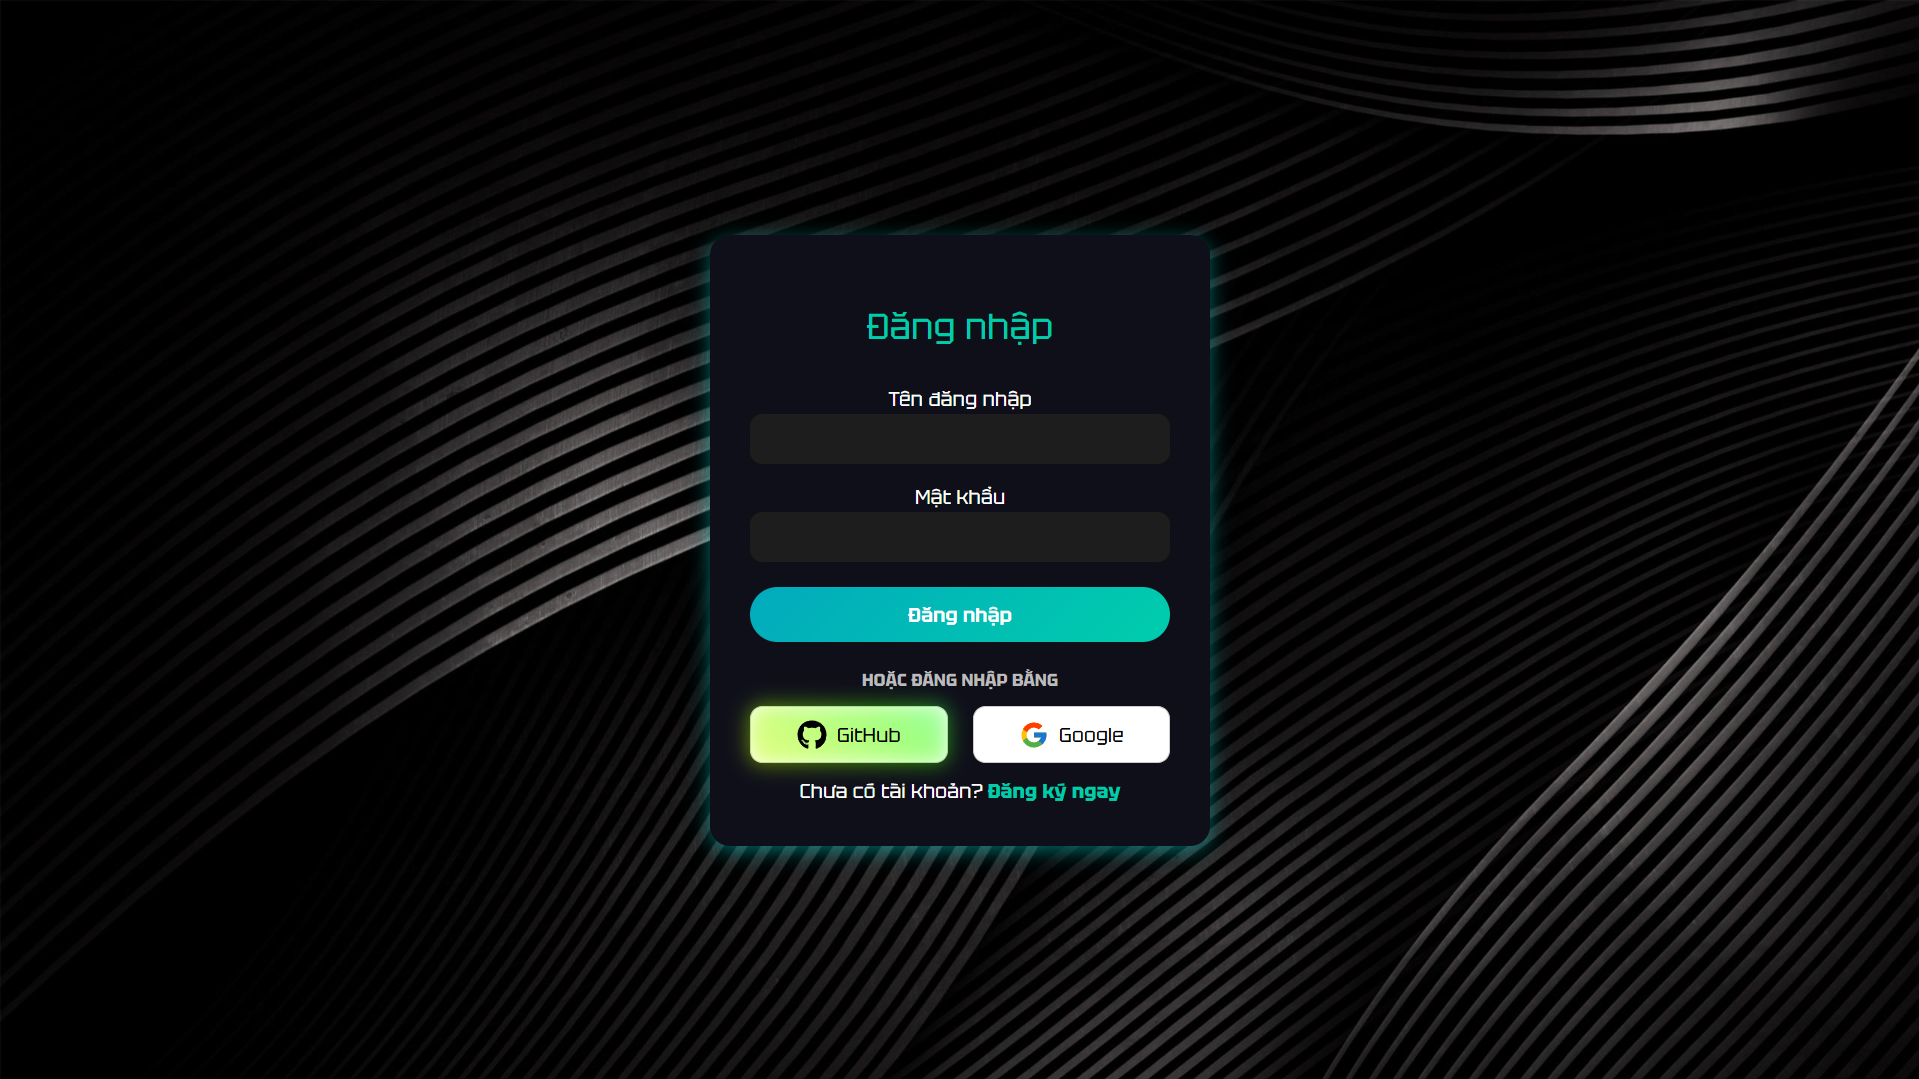 Đăng nhập
Tên đăng nhập
Mật khẩu
Đăng nhập
HOẶC ĐĂNG NHẬP BẰNG
GitHub
Google
Chưa có tài khoản? Đăng ký ngay